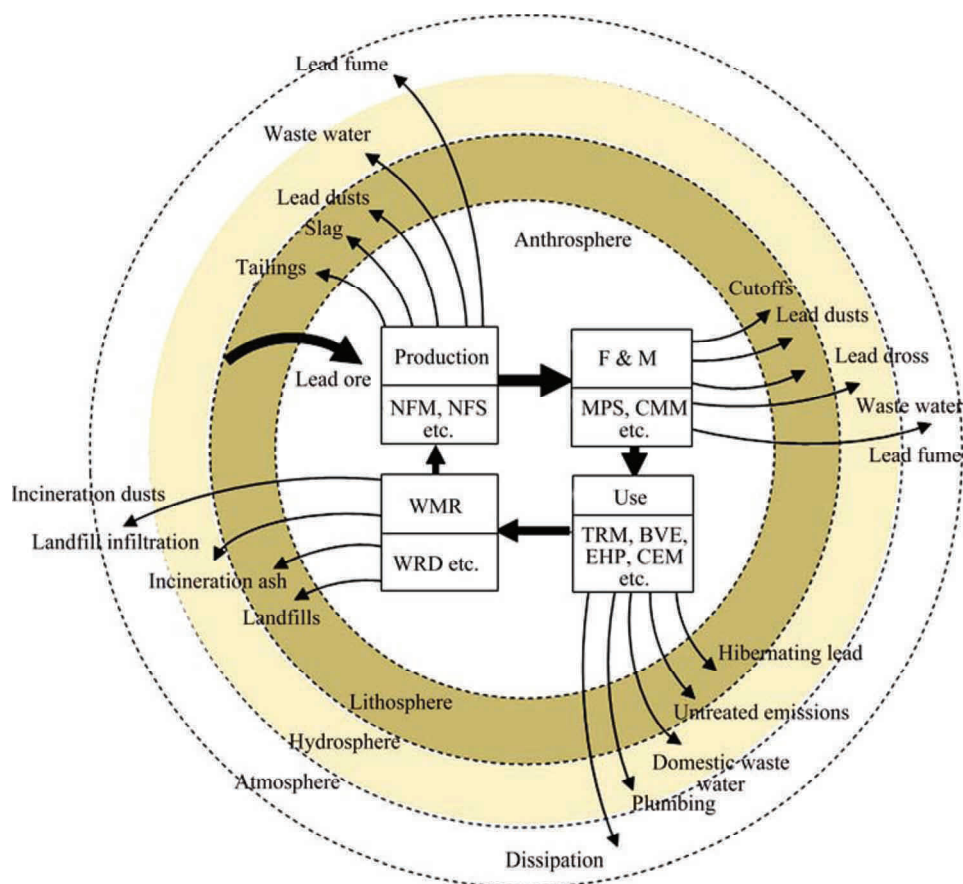 Lead fume
Waste water
Lead dusts
Slag
Tailings
Anthrosphere
Lead ore
Production
NFM, NFS
etc.
F & M
MPS, CMM
etc.
Cutoffs
Lead dusts
Lead dross
Waste water
Lead fume
Use
TRM, BVE,
EHP, CEM
etc.
WMR
WRD etc.
Incineration dusts
Landfill infiltration
Incineration ash
Landfills
Hibernating lead
Untreated emissions
Domestic waste
water
Plumbing
Dissipation
Lithosphere
Hydrosphere
Atmosphere